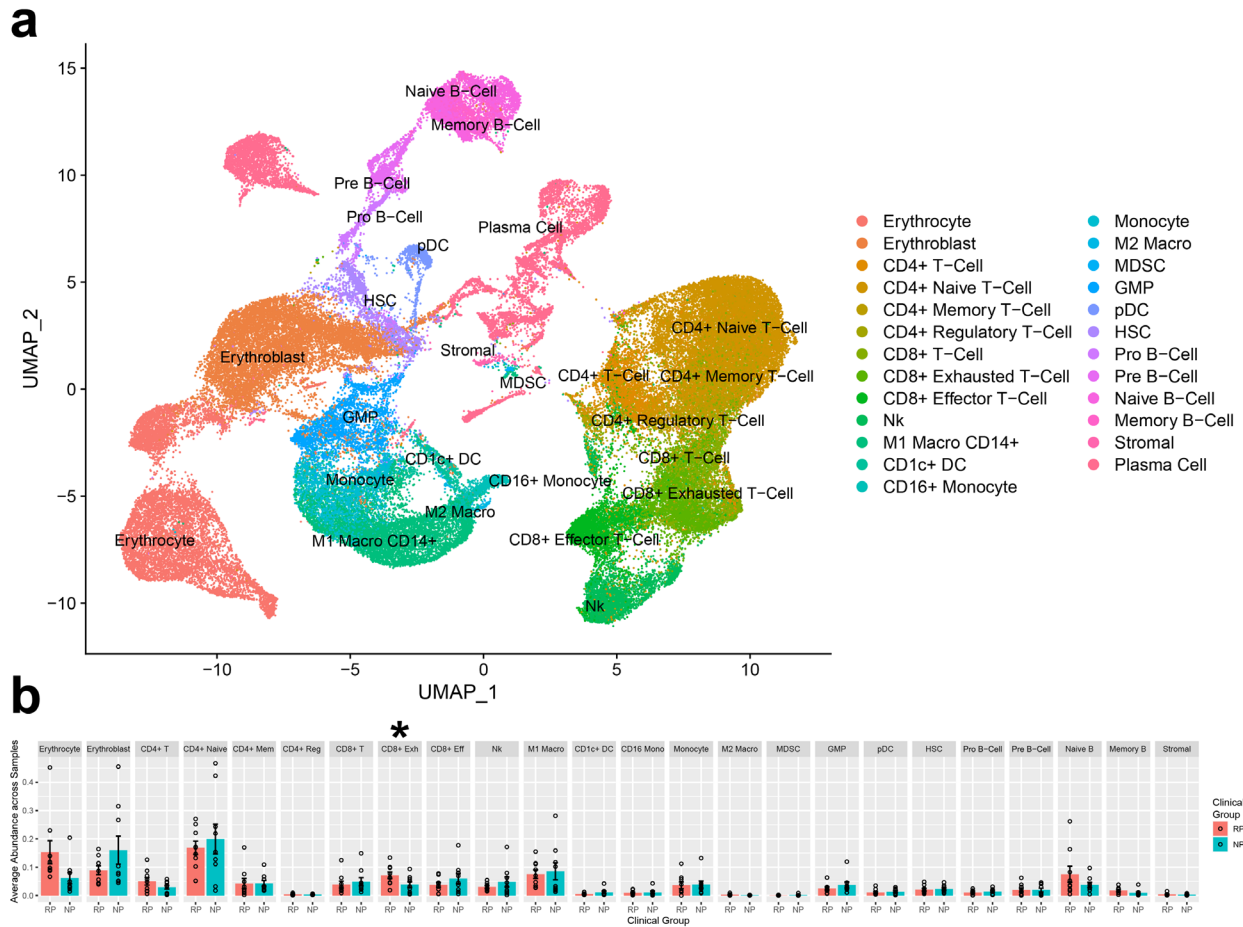 a
15
10
5
0
−5
−10
UMAP_2
−10
−5
0
5
10
UMAP_1
Naive B−Cell
Memory B−Cell
Pre B−Cell
Pro B−Cell
Plasma Cell
pDC
HSC
CD4+ Naive T−Cell
Erythroblast
Stromal
CD4+ T−Cell
CD4+ Memory T−Cell
MDSC
GMP
CD4+ Regulatory T−Cell
CD1c+ DC
CD8+ T−Cell
Monocyte
CD16+ Monocyte
CD8+ Exhausted T−Cell
M2 Macro
Erythrocyte
M1 Macro CD14+
CD8+ Effector T−Cell
Nk
Erythrocyte
Erythroblast
CD4+ T−Cell
CD4+ Naive T−Cell
CD4+ Memory T−Cell
CD4+ Regulatory T−Cell
CD8+ T−Cell
CD8+ Exhausted T−Cell
CD8+ Effector T−Cell
Nk
M1 Macro CD14+
CD1c+ DC
CD16+ Monocyte
Monocyte
M2 Macro
MDSC
GMP
pDC
HSC
Pro B−Cell
Pre B−Cell
Naive B−Cell
Memory B−Cell
Stromal
Plasma Cell
b
*
Erythrocyte Erythroblast CD4+ T CD4+ Naive CD4+ Mem CD4+ Reg CD8+ T CD8+ Exh CD8+ Eff Nk M1 Macro CD1c+ DC CD16 Mono Monocyte M2 Macro MDSC GMP pDC HSC Pro B−Cell Pre B−Cell Naive B Memory B Stromal
Average Abundance across Samples
0.4
0.3
0.2
0.1
0.0
RP NP RP NP RP NP RP NP RP NP RP NP RP NP RP NP RP NP RP NP RP NP RP NP RP NP RP NP RP NP RP NP RP NP RP NP RP NP RP NP RP NP RP NP RP NP RP NP
Clinical Group
Clinical
Group
RP